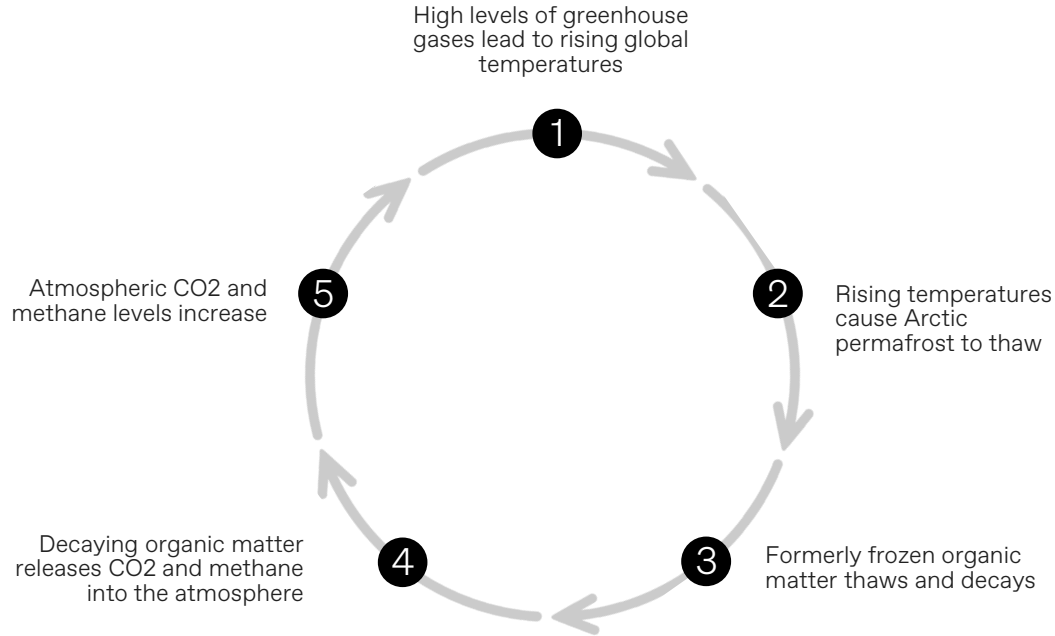 High levels of greenhouse
gases lead to rising global
temperatures
1
2
Rising temperatures
cause Arctic
permafrost to thaw
3
Formerly frozen organic
matter thaws and decays
4
Decaying organic matter
releases CO2 and methane
into the atmosphere
5
Atmospheric CO2 and
methane levels increase